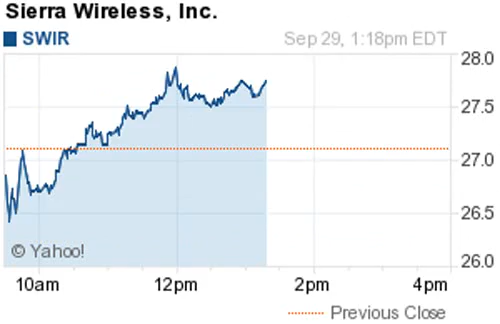 Sierra Wireless, Inc.
SWIR Sep 29, 1:18pm EDT
28.0
27.5
27.0
26.5
© Yahoo!
26.0
10am 12pm 2pm 4pm
Previous Close